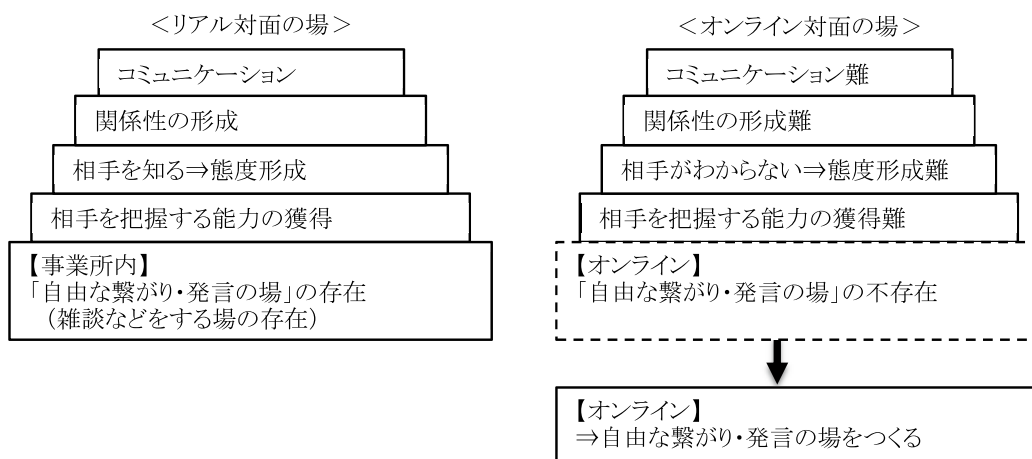 ＜リアル対面の場＞
コミュニケーション
関係性の形成
相手を知る⇒態度形成
相手を把握する能力の獲得
【事業所内】
「自由な繋がり・発言の場」の存在
（雑談などをする場の存在）
＜オンライン対面の場＞
コミュニケーション難
関係性の形成難
相手がわからない⇒態度形成難
相手を把握する能力の獲得難
【オンライン】
「自由な繋がり・発言の場」の不存在
【オンライン】
⇒自由な繋がり・発言の場をつくる